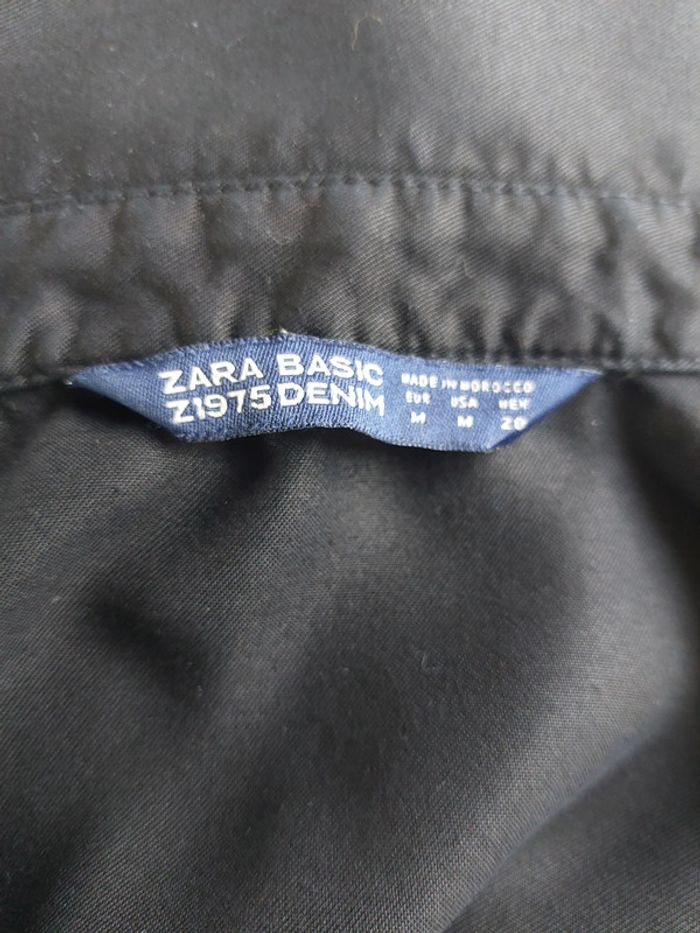 ZARA BASIC
Z1975 DENIM
MADE IN MOROCCO
EUR USA MEX
M M 28